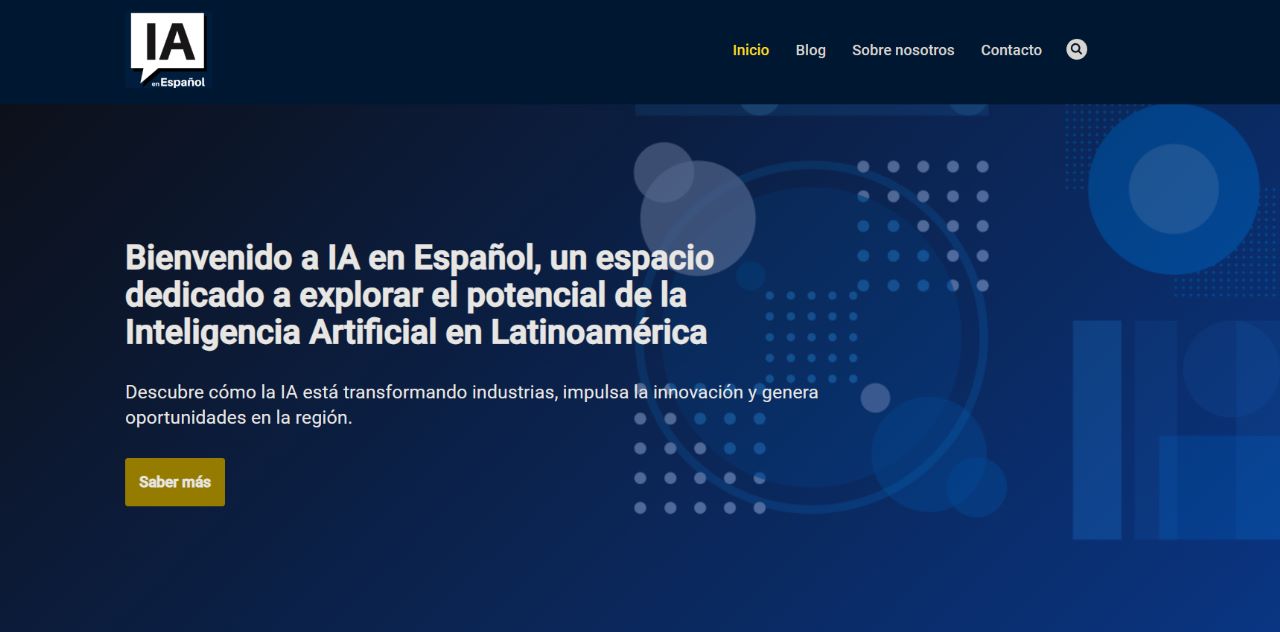 IA
en Español
Inicio
Blog
Sobre nosotros
Contacto
Bienvenido a IA en Español, un espacio
dedicado a explorar el potencial de la
Inteligencia Artificial en Latinoamérica
Descubre cómo la IA está transformando industrias, impulsa la innovación y genera
oportunidades en la región.
Saber más